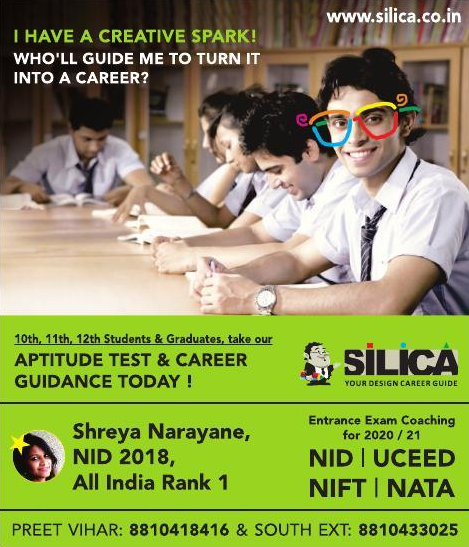 www.silica.co.in
I HAVE A CREATIVE SPARK!
WHO'LL GUIDE ME TO TURN IT
INTO A CAREER?
10th, 11th, 12th Students & Graduates, take our
APTITUDE TEST & CAREER
GUIDANCE TODAY !
SiLICA
YOUR DESIGN CAREER GUIDE
Shreya Narayane,
NID 2018,
All India Rank 1
Entrance Exam Coaching
for 2020 / 21
NID | UCEED
NIFT | NATA
PREET VIHAR: 8810418416 & SOUTH EXT: 8810433025